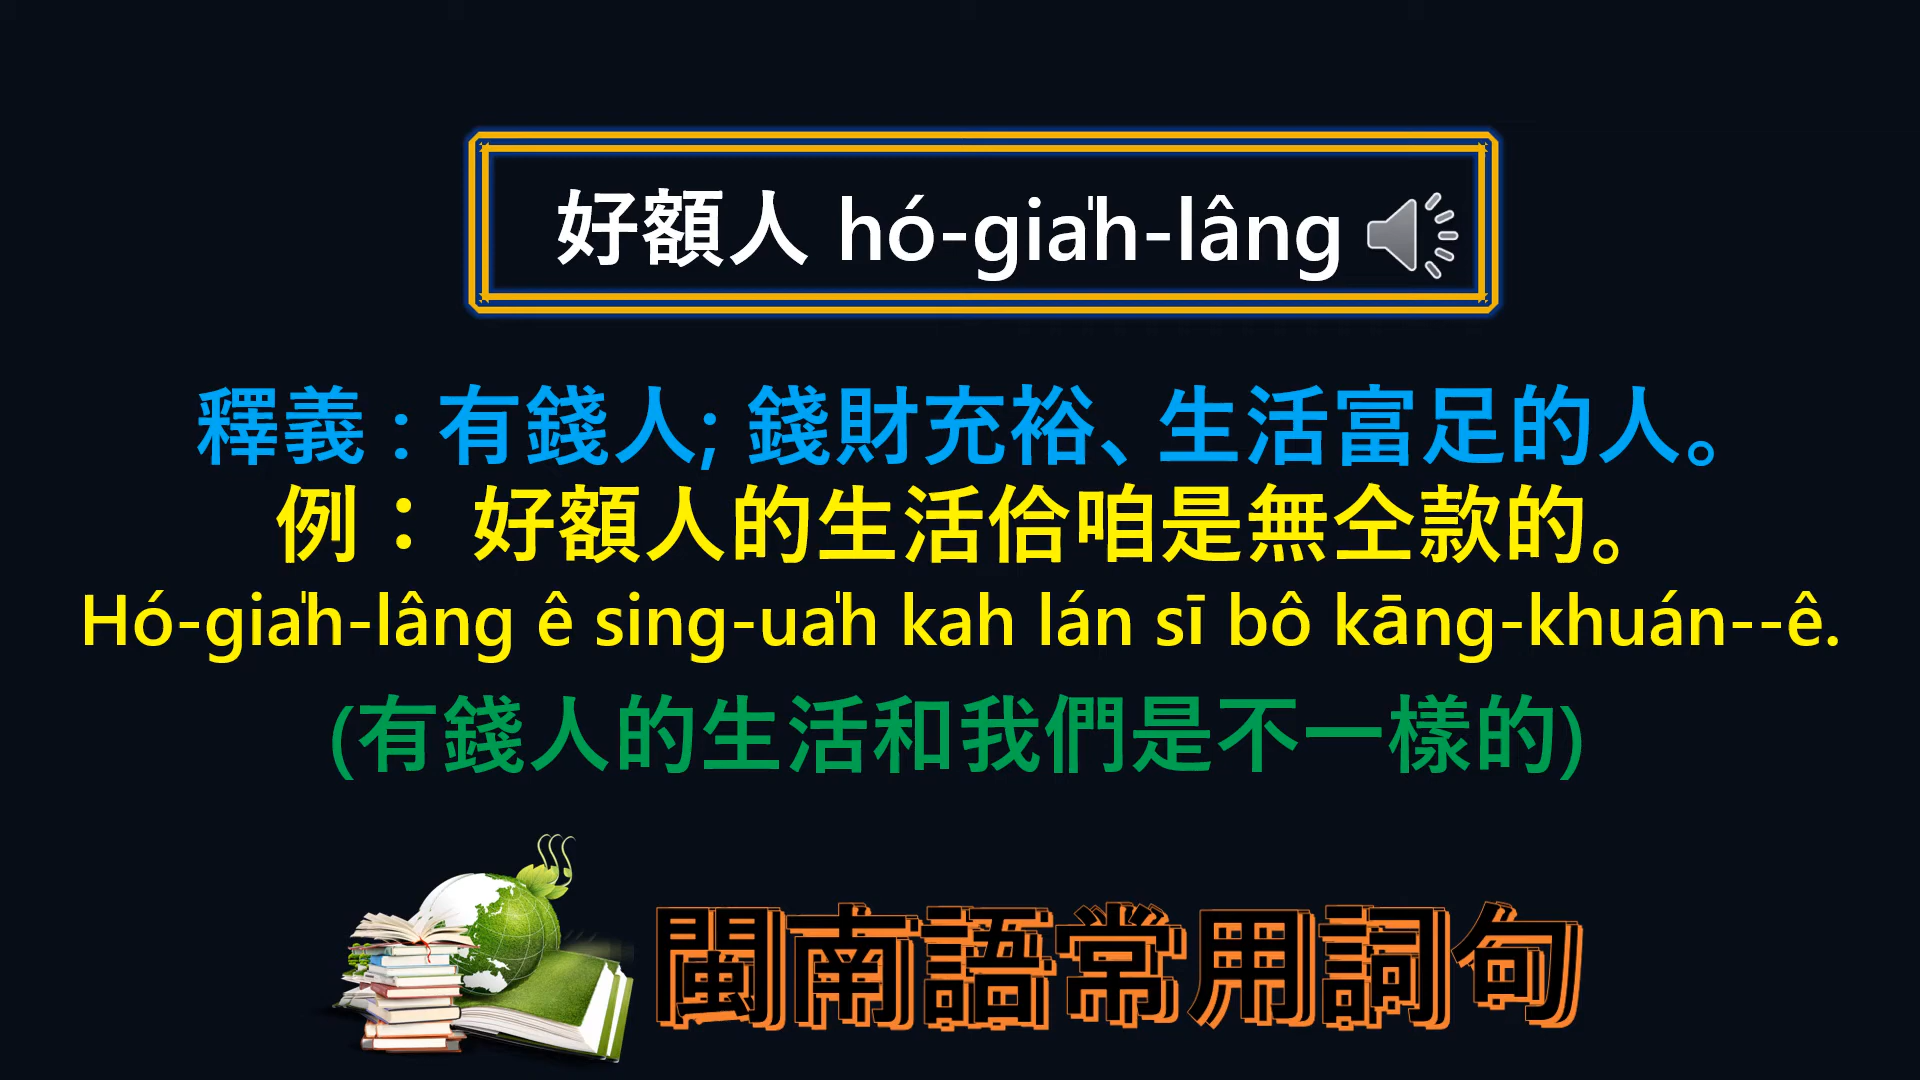 好額人 hó-gia̍h-lâng
釋義 : 有錢人; 錢財充裕、生活富足的人。
例： 好額人的生活佮咱是無仝款的。
Hó-gia̍h-lâng ê sing-ua̍h kah lán sī bô kāng-khuán--ê.
(有錢人的生活和我們是不一樣的)
閩南語常用詞句